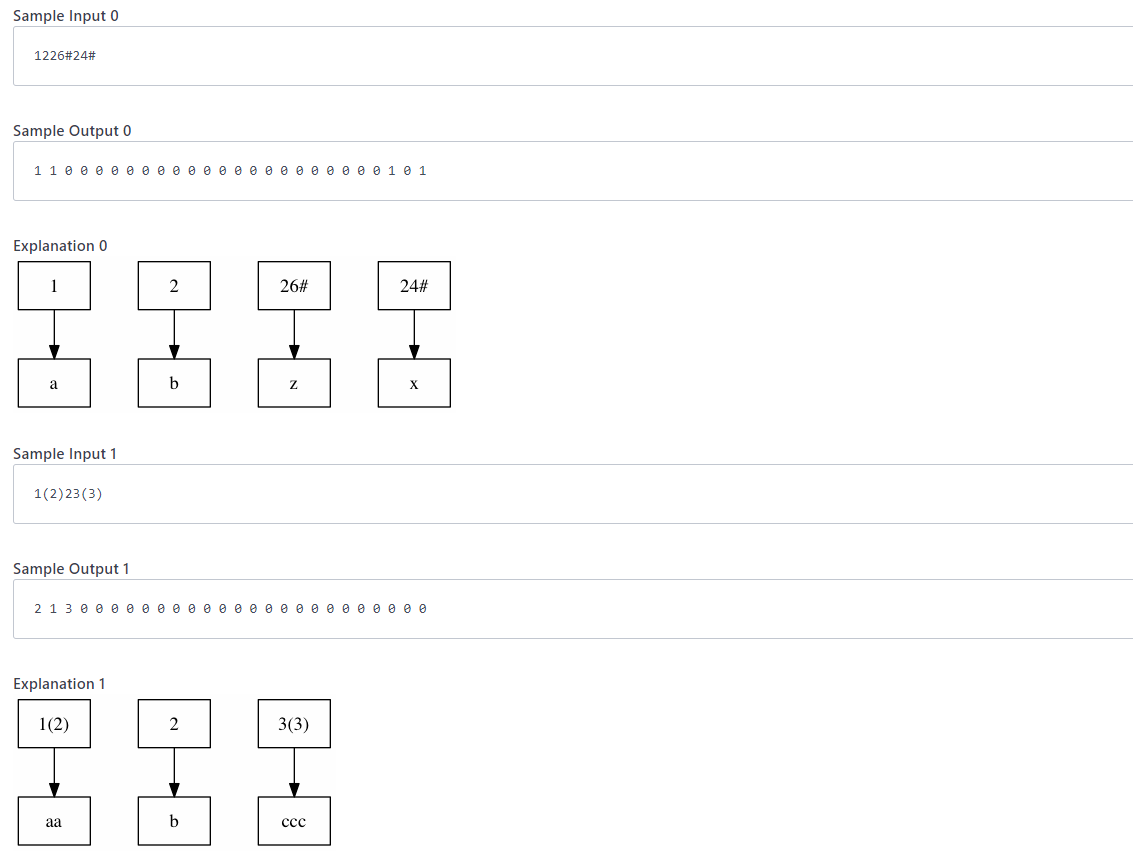 Sample Input 0
1226#24#
Sample Output 0
1 1 0 0 0 0 0 0 0 0 0 0 0 0 0 0 0 0 0 0 0 0 0 1 0 1
Explanation 0
1 2 26# 24#
a b z x
Sample Input 1
1(2)23(3)
Sample Output 1
2 1 3 0 0 0 0 0 0 0 0 0 0 0 0 0 0 0 0 0 0 0 0 0 0 0
Explanation 1
1(2) 2 3(3)
aa b ccc